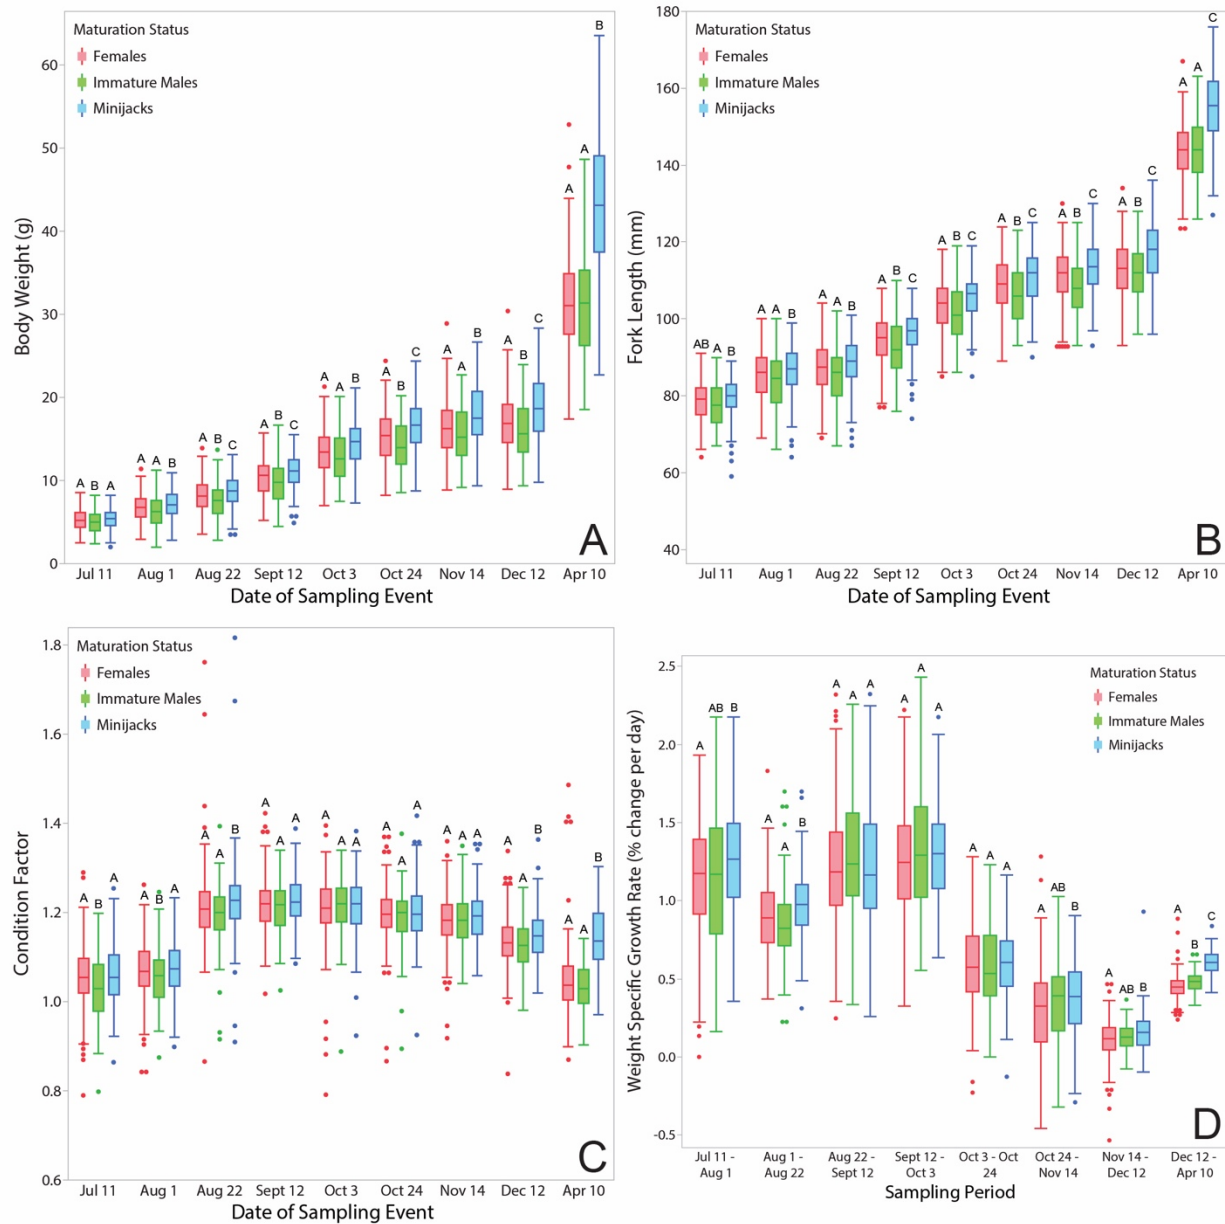 Maturation Status
Females
Immature Males
Minijacks
Body Weight (g)
60
50
40
30
20
10
0
A B A
A A B
A B C
A B C
A A B
A B C
A A B
A B C
A A B
A
Jul 11 Aug 1 Aug 22 Sept 12 Oct 3 Oct 24 Nov 14 Dec 12 Apr 10
Date of Sampling Event
Maturation Status
Females
Immature Males
Minijacks
Fork Length (mm)
180
160
140
120
100
80
60
40
AB A B
A A B
A A B
A B C
A B C
A B C
A B C
A B C
A A C
B
Jul 11 Aug 1 Aug 22 Sept 12 Oct 3 Oct 24 Nov 14 Dec 12 Apr 10
Date of Sampling Event
Maturation Status
Females
Immature Males
Minijacks
Condition Factor
1.8
1.6
1.4
1.2
1.0
0.8
0.6
A B A
A B A
A A B
A A A
A A A
A A A
A A A
A A B
A A B
C
Jul 11 Aug 1 Aug 22 Sept 12 Oct 3 Oct 24 Nov 14 Dec 12 Apr 10
Date of Sampling Event
Maturation Status
Females
Immature Males
Minijacks
Weight Specific Growth Rate (% change per day)
2.5
2.0
1.5
1.0
0.5
0.0
-0.5
A AB B
A A B
A A A
A A A
A A A
A AB B
A AB B
A B C
D
Jul 11 - Aug 1 - Aug 22 - Sept 12 - Oct 3 - Oct Oct 24 - Nov 14 - Dec 12 -
Aug 1 Aug 22 Sept 12 Oct 3 24 Nov 14 Dec 12 Apr 10
Sampling Period